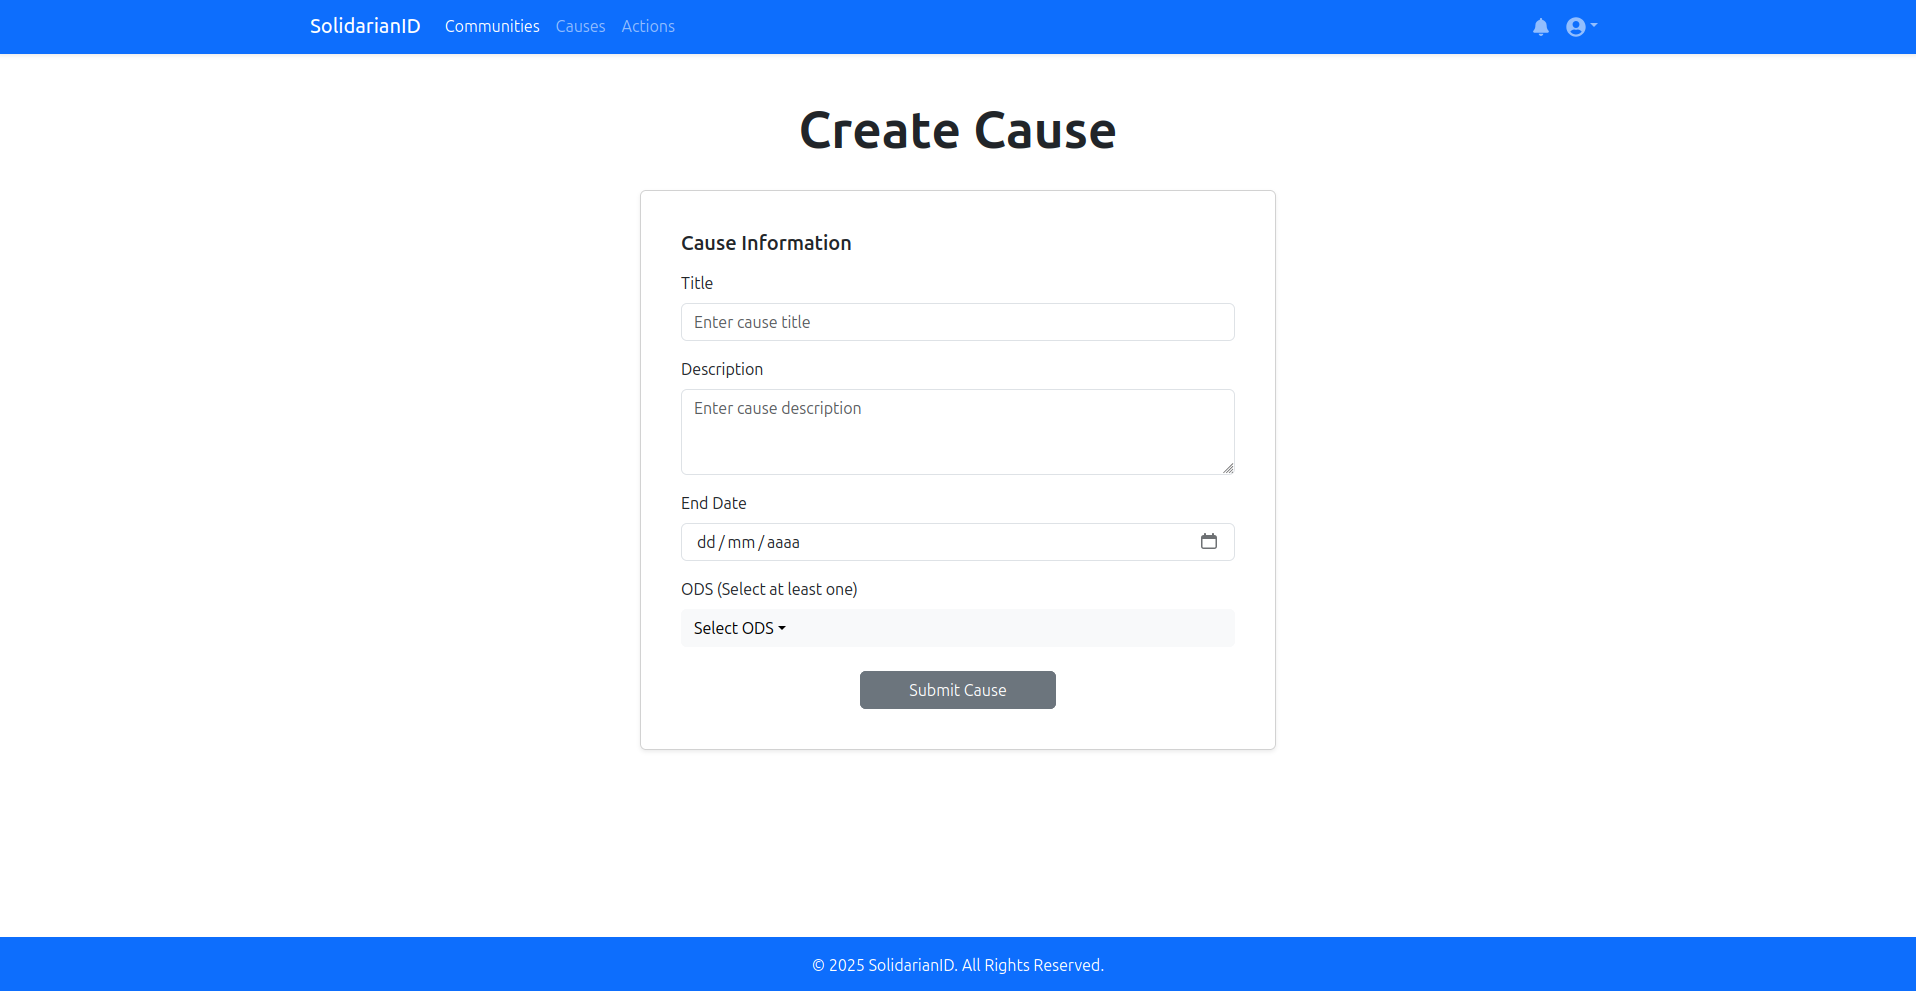 SolidarianID Communities Causes Actions
Create Cause
Cause Information
Title
Enter cause title
Description
Enter cause description
End Date
dd/mm/aaaa
ODS (Select at least one)
Select ODS
Submit Cause
© 2025 SolidarianID. All Rights Reserved.